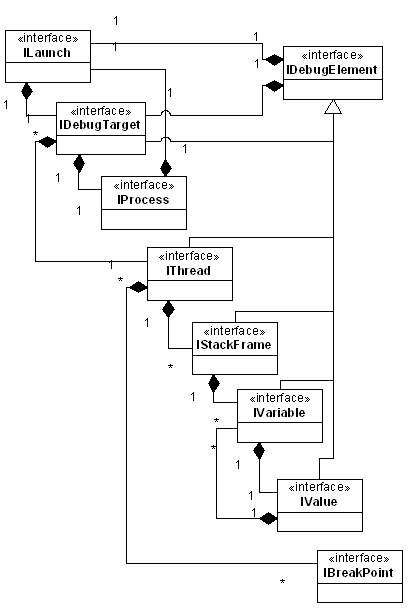 1
«interface»
ILaunch
1
1
«interface»
IDebugElement
1
1
1
1
«interface»
IDebugTarget
*
1
1
«interface»
IProcess
1
1
«interface»
IThread
*
1
«interface»
IStackFrame
*
1
«interface»
IVariable
*
*
1
«interface»
IValue
1
1
«interface»
IBreakPoint
*